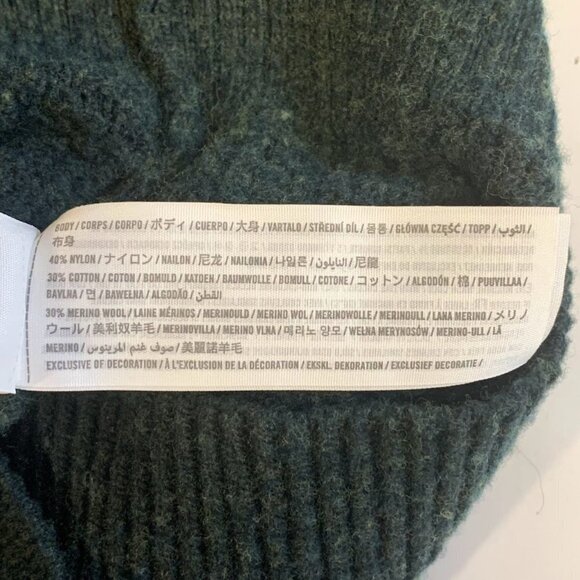 BODY / CORPS / CORPO / ボディ / CUERPO / 大身 / VARTALO / STŘEDNÍ DÍL / 몸통 / GŁÓWNA CZĘŚĆ / TOPP / الثوب /
布身
40% NYLON / ナイロン / NAILON / 尼龙 / NAILONIA / 나일론 / النايلون / 尼龍
30% COTTON / COTON / BOMULD / KATOEN / BAUMWOLLE / BOMULL / COTONE / コットン / ALGODÓN / 棉 / PUUVILLAA /
BAVLNA / 면 / BAWEŁNA / ALGODÃO / القطن
30% MERINO WOOL / LAINE MÉRINOS / MERINOULD / MERINO WOL / MERINOWOLLE / MERINOULL / LANA MERINO / メリノ
ウール / 美利奴羊毛 / MERINOVILLA / MERINO VLNA / 메리노 양모 / WEŁNA MERYNOSÓW / MERINO-ULL / LÃ
MERINO / صوف غنم المرينوس / 美麗諾羊毛
EXCLUSIVE OF DECORATION / À L'EXCLUSION DE LA DÉCORATION / EKSKL. DEKORATION / EXCLUSIEF DECORATIE /